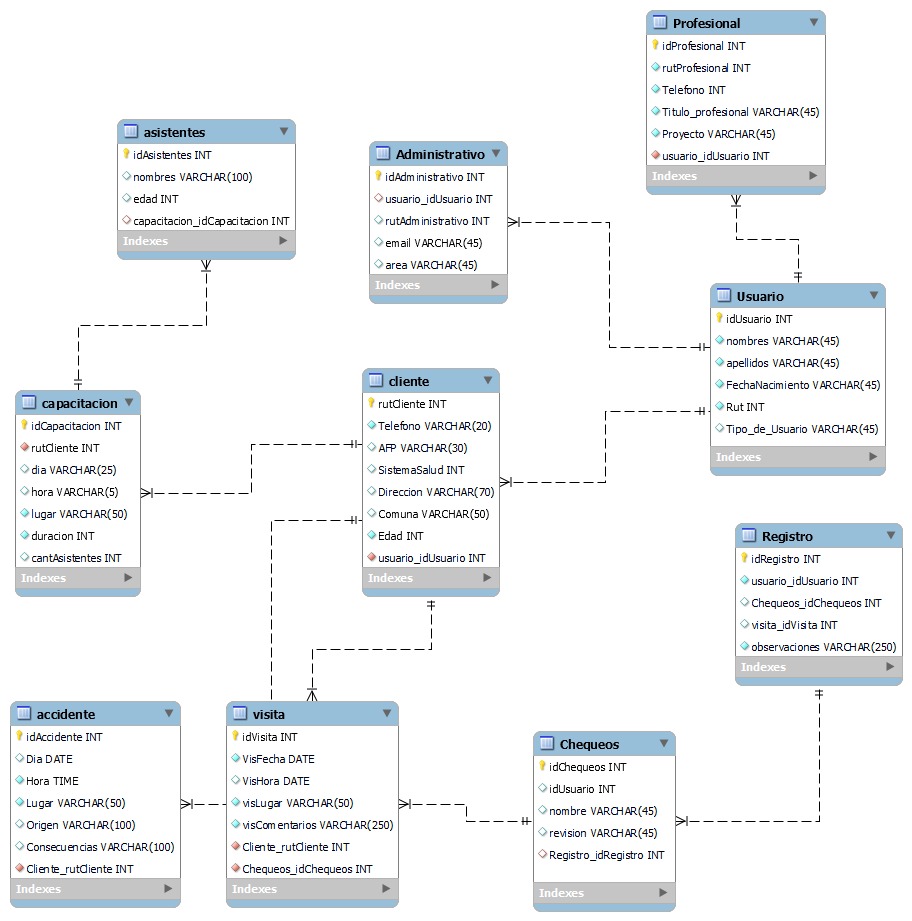 Profesional
idProfesional INT
rutProfesional INT
Telefono INT
Titulo_profesional VARCHAR(45)
Proyecto VARCHAR(45)
usuario_idUsuario INT
Indexes
asistentes
idAsistentes INT
nombres VARCHAR(100)
edad INT
capacitacion_idCapacitacion INT
Indexes
Administrativo
idAdministrativo INT
usuario_idUsuario INT
rutAdministrativo INT
email VARCHAR(45)
area VARCHAR(45)
Indexes
Usuario
idUsuario INT
nombres VARCHAR(45)
apellidos VARCHAR(45)
FechaNacimiento VARCHAR(45)
Rut INT
Tipo_de_Usuario VARCHAR(45)
Indexes
cliente
rutCliente INT
Telefono VARCHAR(20)
AFP VARCHAR(30)
SistemaSalud INT
Direccion VARCHAR(70)
Comuna VARCHAR(50)
Edad INT
usuario_idUsuario INT
Indexes
capacitacion
idCapacitacion INT
rutCliente INT
dia VARCHAR(25)
hora VARCHAR(5)
lugar VARCHAR(50)
duracion INT
cantAsistentes INT
Indexes
Registro
idRegistro INT
usuario_idUsuario INT
Chequeos_idChequeos INT
visita_idVisita INT
observaciones VARCHAR(250)
Indexes
accidente
idAccidente INT
Dia DATE
Hora TIME
Lugar VARCHAR(50)
Origen VARCHAR(100)
Consecuencias VARCHAR(100)
Cliente_rutCliente INT
Indexes
visita
idVisita INT
VisFecha DATE
VisHora DATE
visLugar VARCHAR(50)
visComentarios VARCHAR(250)
Cliente_rutCliente INT
Chequeos_idChequeos INT
Indexes
Chequeos
idChequeos INT
idUsuario INT
nombre VARCHAR(45)
revision VARCHAR(45)
Registro_idRegistro INT
Indexes